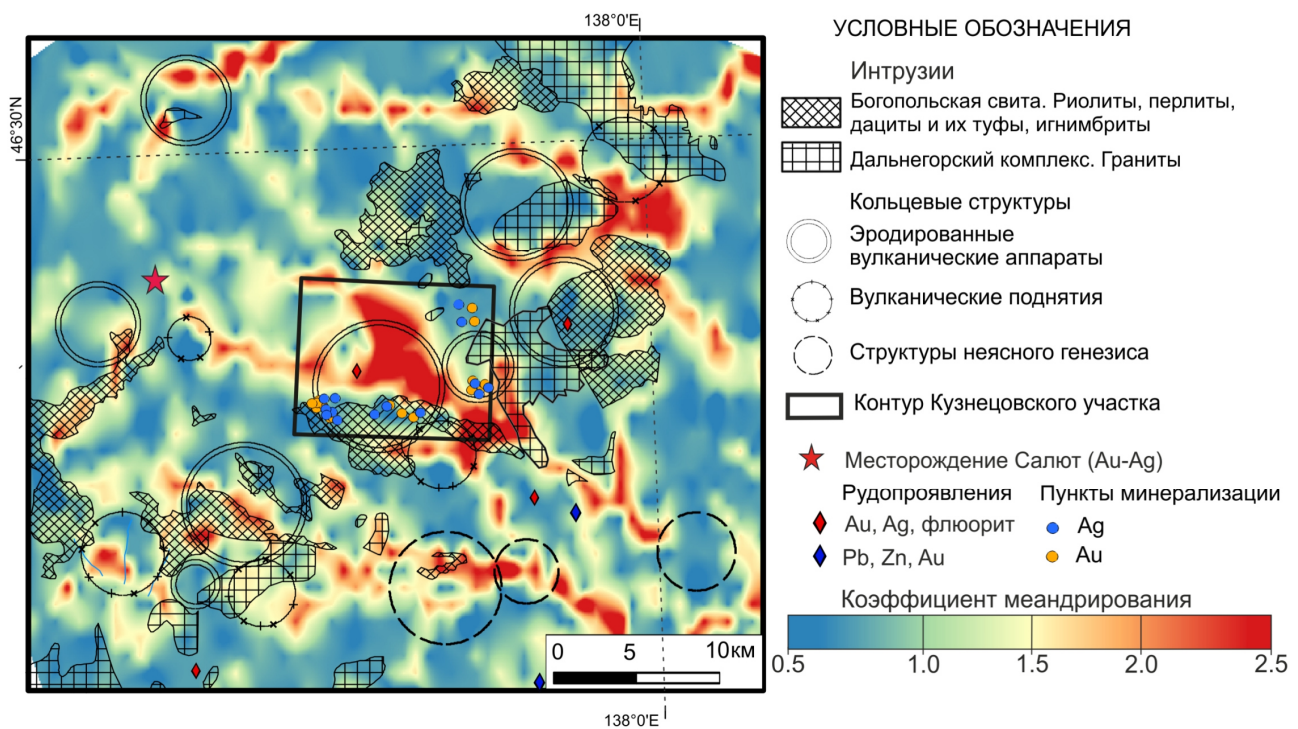 138°0'E
46°30'N
УСЛОВНЫЕ ОБОЗНАЧЕНИЯ
Интрузии
Богопольская свита. Риолиты, перлиты,
дациты и их туфы, игнимбриты
Дальнегорский комплекс. Граниты
Кольцевые структуры
Эродированные
вулканические аппараты
Вулканические поднятия
Структуры неясного генезиса
Контур Кузнецовского участка
Месторождение Салют (Au-Ag)
Рудопроявления
Пункты минерализации
Au, Ag, флюорит
Ag
Pb, Zn, Au
Au
Коэффициент меандрирования
0.5 1.0 1.5 2.0 2.5
0 5 10км
138°0'E